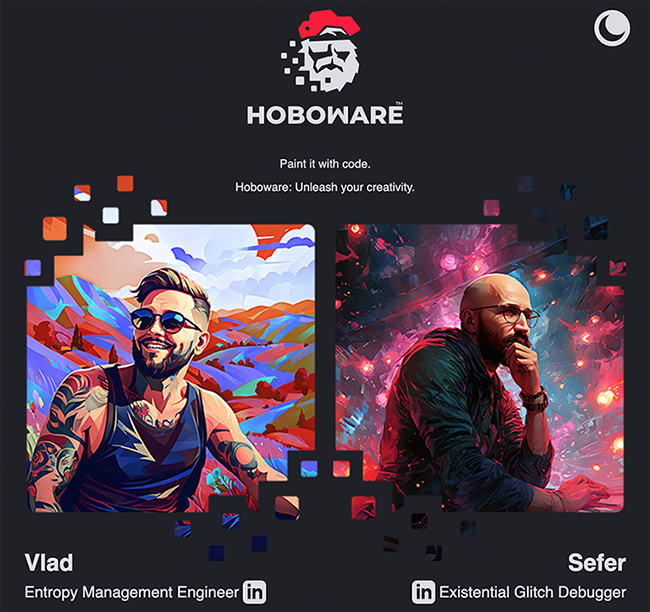 HOBOWARE™
Paint it with code.
Hoboware: Unleash your creativity.
Vlad
Sefer
Entropy Management Engineer in
in Existential Glitch Debugger